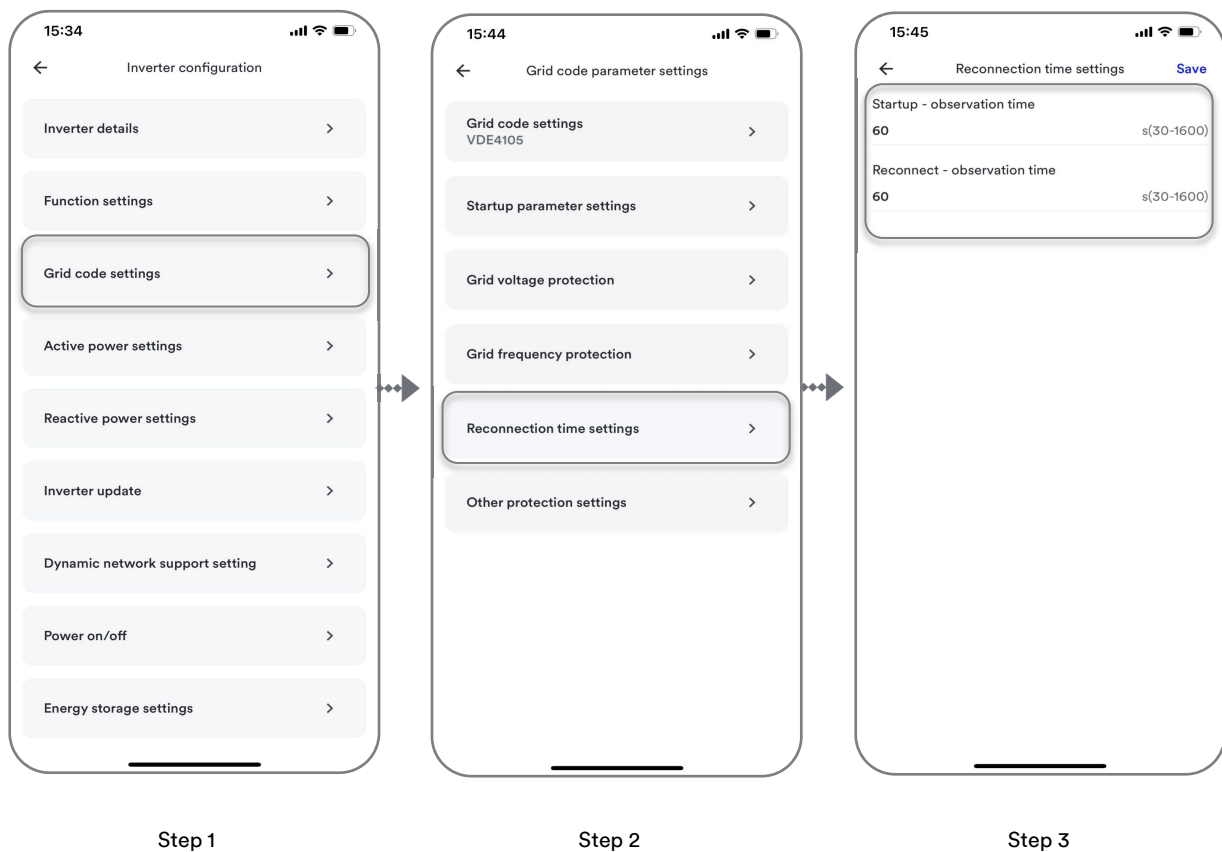 15:34
Inverter configuration
Inverter details
Function settings
Grid code settings
Active power settings
Reactive power settings
Inverter update
Dynamic network support setting
Power on/off
Energy storage settings
Step 1
15:44
Grid code parameter settings
Grid code settings
VDE4105
Startup parameter settings
Grid voltage protection
Grid frequency protection
Reconnection time settings
Other protection settings
Step 2
15:45
Reconnection time settings Save
Startup - observation time
60 s(30-1600)
Reconnect - observation time
60 s(30-1600)
Step 3